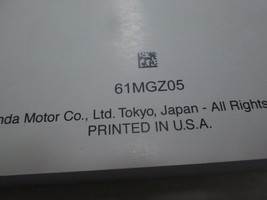 61MGZ05
nda Motor Co., Ltd. Tokyo, Japan - All Rights
PRINTED IN U.S.A.